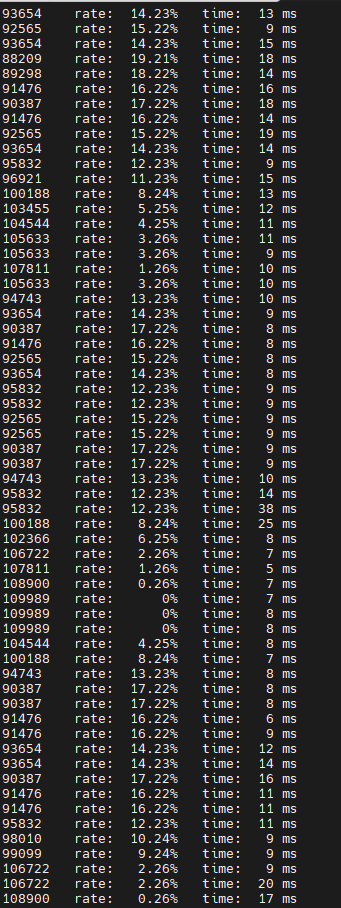 93654 rate: 14.23% time: 13 ms
92565 rate: 15.22% time: 9 ms
93654 rate: 14.23% time: 15 ms
88209 rate: 19.21% time: 18 ms
89298 rate: 18.22% time: 14 ms
91476 rate: 16.22% time: 16 ms
90387 rate: 17.22% time: 18 ms
91476 rate: 16.22% time: 14 ms
92565 rate: 15.22% time: 19 ms
93654 rate: 14.23% time: 14 ms
95832 rate: 12.23% time: 9 ms
96921 rate: 11.23% time: 15 ms
100188 rate: 8.24% time: 13 ms
103455 rate: 5.25% time: 12 ms
104544 rate: 4.25% time: 11 ms
105633 rate: 3.26% time: 11 ms
105633 rate: 3.26% time: 9 ms
107811 rate: 1.26% time: 10 ms
105633 rate: 3.26% time: 10 ms
94743 rate: 13.23% time: 10 ms
93654 rate: 14.23% time: 9 ms
90387 rate: 17.22% time: 8 ms
91476 rate: 16.22% time: 8 ms
92565 rate: 15.22% time: 8 ms
93654 rate: 14.23% time: 8 ms
95832 rate: 12.23% time: 9 ms
95832 rate: 12.23% time: 9 ms
92565 rate: 15.22% time: 9 ms
92565 rate: 15.22% time: 9 ms
90387 rate: 17.22% time: 9 ms
90387 rate: 17.22% time: 9 ms
94743 rate: 13.23% time: 10 ms
95832 rate: 12.23% time: 14 ms
95832 rate: 12.23% time: 38 ms
100188 rate: 8.24% time: 25 ms
102366 rate: 6.25% time: 8 ms
106722 rate: 2.26% time: 7 ms
107811 rate: 1.26% time: 5 ms
108900 rate: 0.26% time: 7 ms
109989 rate: 0% time: 7 ms
109989 rate: 0% time: 8 ms
109989 rate: 0% time: 8 ms
104544 rate: 4.25% time: 8 ms
100188 rate: 8.24% time: 7 ms
94743 rate: 13.23% time: 8 ms
90387 rate: 17.22% time: 8 ms
90387 rate: 17.22% time: 8 ms
91476 rate: 16.22% time: 6 ms
91476 rate: 16.22% time: 9 ms
93654 rate: 14.23% time: 12 ms
93654 rate: 14.23% time: 14 ms
90387 rate: 17.22% time: 16 ms
91476 rate: 16.22% time: 11 ms
91476 rate: 16.22% time: 11 ms
95832 rate: 12.23% time: 11 ms
98010 rate: 10.24% time: 9 ms
99099 rate: 9.24% time: 9 ms
106722 rate: 2.26% time: 9 ms
106722 rate: 2.26% time: 20 ms
108900 rate: 0.26% time: 17 ms